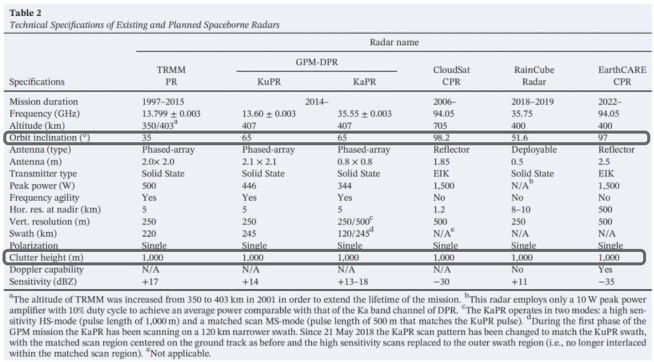 Table 2
Technical Specifications of Existing and Planned Spaceborne Radars
Radar name
GPM-DPR
TRMM CloudSat RainCube EarthCARE
Specifications PR KuPR KaPR CPR Radar CPR
Mission duration 1997–2015 2014– 2006– 2018–2019 2022–
Frequency (GHz) 13.799 ± 0.003 13.60 ± 0.003 35.55 ± 0.003 94.05 35.75 94.05
Altitude (km) 350/403a 407 407 705 400 400
Orbit inclination (°) 35 65 65 98.2 51.6 97
Antenna (type) Phased-array Phased-array Phased-array Reflector Deployable Reflector
Antenna (m) 2.0× 2.0 2.1 × 2.1 0.8 × 0.8 1.85 0.5 2.5
Transmitter type Solid State Solid State Solid State EIK Solid State EIK
Peak power (W) 500 446 344 1,500 N/Ab 1,500
Frequency agility Yes Yes Yes No No No
Hor. res. at nadir (km) 5 5 5 1.2 8–10 500
Vert. resolution (m) 250 250 250/500c 500 250 500
Swath (km) 220 245 120/245d N/Ae N/A N/A
Polarization Single Single Single Single Single Single
Clutter height (m) 1,000 1,000 1,000 1,000 1,000 1,000
Doppler capability N/A N/A N/A N/A No Yes
Sensitivity (dBZ) +17 +14 +13–18 −30 +11 −35
aThe altitude of TRMM was increased from 350 to 403 km in 2001 in order to extend the lifetime of the mission. bThis radar employs only a 10 W peak power
amplifier with 10% duty cycle to achieve an average power comparable with that of the Ka band channel of DPR. cThe KaPR operates in two modes: a high sen-
sitivity HS-mode (pulse length of 1,000 m) and a matched scan MS-mode (pulse length of 500 m that matches the KuPR pulse). dDuring the first phase of the
GPM mission the KaPR has been scanning on a 120 km narrower swath. Since 21 May 2018 the KaPR scan pattern has been changed to match the KuPR swath,
with the matched scan region centered on the ground track as before and the high sensitivity scans replaced to the outer swath region (i.e., no longer interlaced
within the matched scan region). eNot applicable.